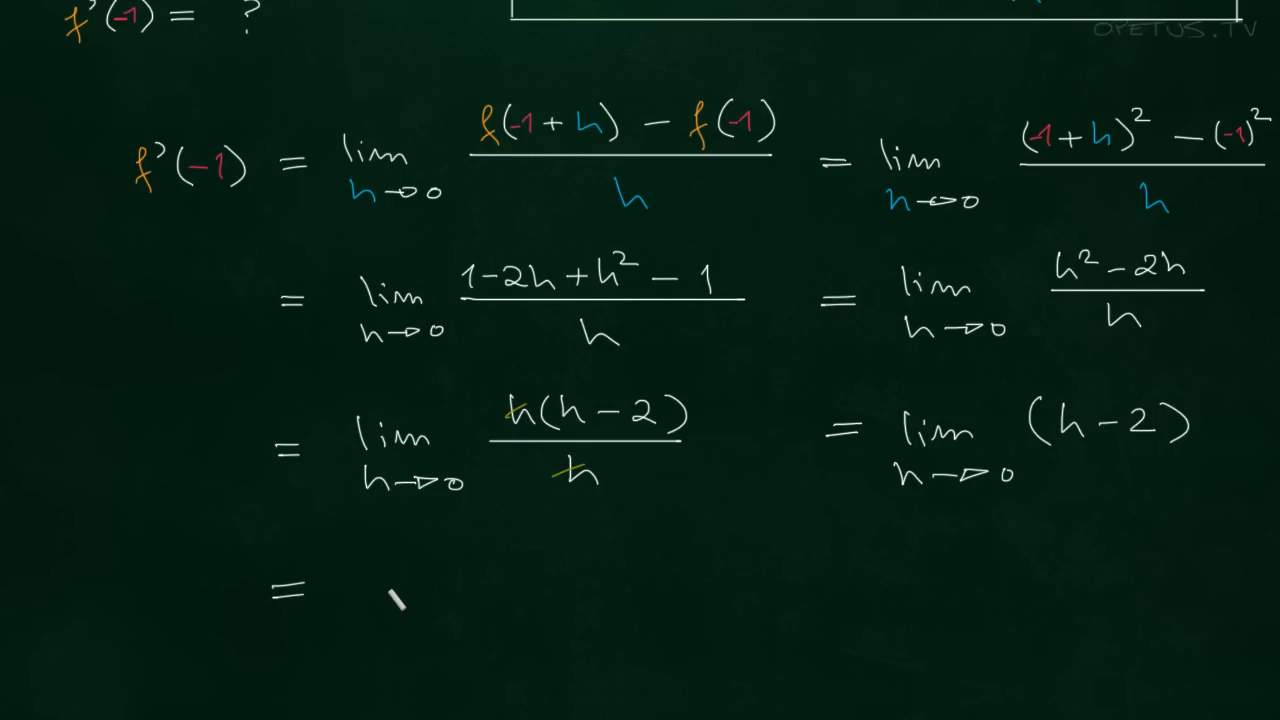 f'(-1) = ?
OPETUS.TV
f'(-1) = lim h→0 (f(-1+h) - f(-1))/h = lim h→0 ((-1+h)² - (-1)²)/h
= lim h→0 (1-2h+h² - 1)/h = lim h→0 (h² - 2h)/h
= lim h→0 h(h-2)/h = lim h→0 (h-2)
=